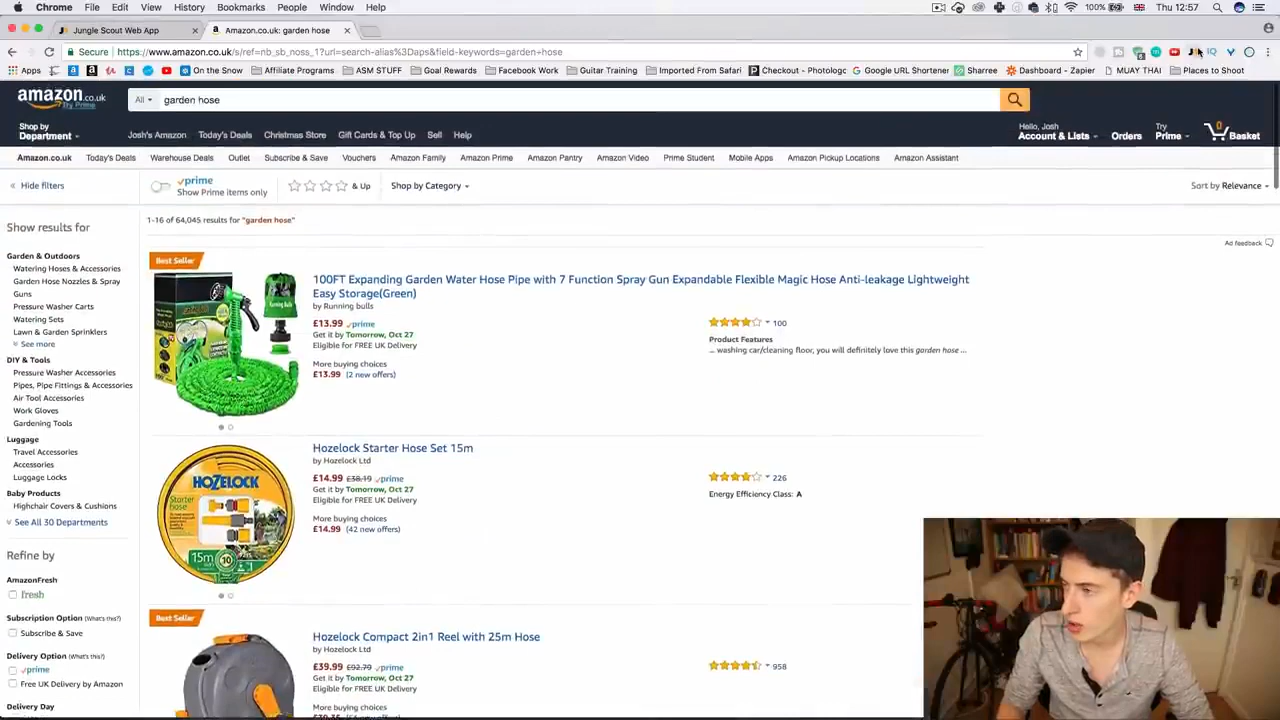 Chrome File Edit View History Bookmarks People Window Help 100% Thu 12:57
Jungle Scout Web App Amazon.co.uk: garden hose
Secure https://www.amazon.co.uk/s/ref=nb_sb_noss_1?url=search-alias%3Daps&field-keywords=garden+hose
Apps On the Snow Affiliate Programs ASM STUFF Goal Rewards Facebook Work Guitar Training Imported From Safari Checkout - Photologo Google URL Shortener Sharree Dashboard - Zapier MUAY THAI Places to Shoot
amazon.co.uk Try Prime All garden hose
Shop by Department Josh's Amazon Today's Deals Christmas Store Gift Cards & Top Up Sell Help Hello, Josh Account & Lists Orders Try Prime 0 Basket
Amazon.co.uk Today's Deals Warehouse Deals Outlet Subscribe & Save Vouchers Amazon Family Amazon Prime Amazon Pantry Amazon Video Prime Student Mobile Apps Amazon Pickup Locations Amazon Assistant
« Hide filters prime Show Prime items only & Up Shop by Category Sort by Relevance
1-16 of 64,045 results for "garden hose"
Ad feedback
Show results for
Garden & Outdoors
Watering Hoses & Accessories
Garden Hose Nozzles & Spray
Guns
Pressure Washer Carts
Watering Sets
Lawn & Garden Sprinklers
See more
DIY & Tools
Pressure Washer Accessories
Pipes, Pipe Fittings & Accessories
Air Tool Accessories
Work Gloves
Gardening Tools
Luggage
Travel Accessories
Accessories
Luggage Locks
Baby Products
Highchair Covers & Cushions
See All 30 Departments
Refine by
AmazonFresh
fresh
Subscription Option (What's this?)
Subscribe & Save
Delivery Option (What's this?)
prime
Free UK Delivery by Amazon
Delivery Day
Best Seller
100FT Expanding Garden Water Hose Pipe with 7 Function Spray Gun Expandable Flexible Magic Hose Anti-leakage Lightweight
Easy Storage(Green)
by Running bulls
£13.99 prime
Get it by Tomorrow, Oct 27
Eligible for FREE UK Delivery
More buying choices
£13.99 (2 new offers)
100
Product Features
... washing car/cleaning floor, you will definitely love this garden hose ...
Hozelock Starter Hose Set 15m
by Hozelock Ltd
£14.99 £38.19 prime
Get it by Tomorrow, Oct 27
Eligible for FREE UK Delivery
More buying choices
£14.99 (42 new offers)
226
Energy Efficiency Class: A
HOZELOCK
Starter
hose
15m
10
Best Seller
Hozelock Compact 2in1 Reel with 25m Hose
by Hozelock Ltd
£39.99 £92.79 prime
Get it by Tomorrow, Oct 27
Eligible for FREE UK Delivery
More buying choices
958